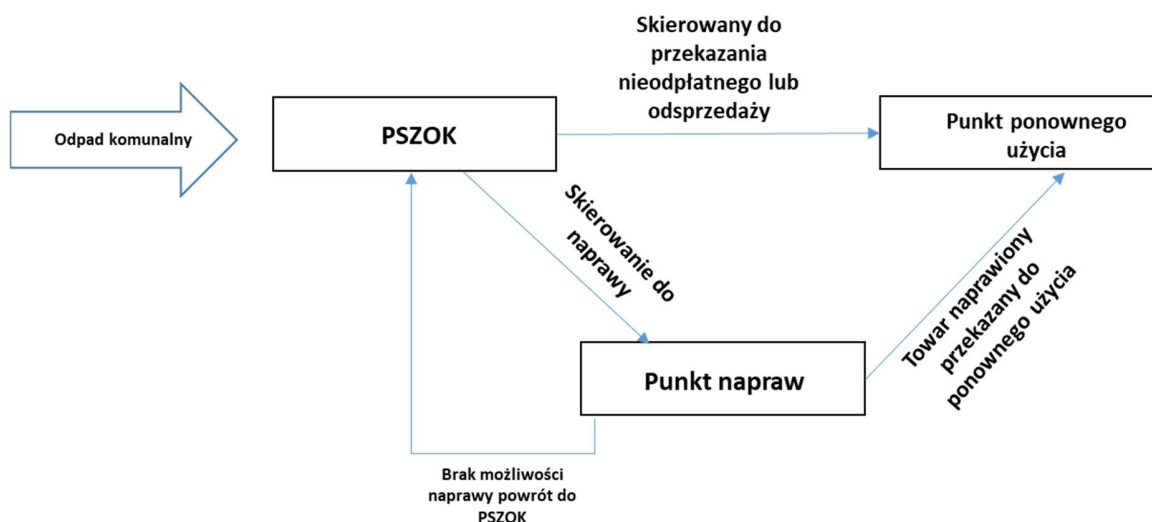 Skierowany do
przekazania
nieodpłatnego lub
odsprzedaży
Odpad komunalny
PSZOK
Punkt ponownego
użycia
Skierowanie do
naprawy
Towar naprawiony
przekazany do
ponownego użycia
Punkt napraw
Brak możliwości
naprawy powrót do
PSZOK